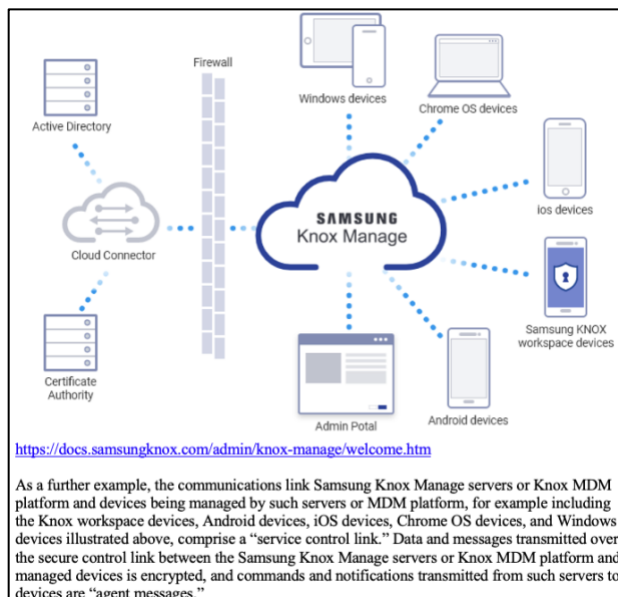 Firewall
Active Directory
Windows devices
Chrome OS devices
SAMSUNG
Knox Manage
ios devices
Cloud Connector
Samsung KNOX
workspace devices
Certificate
Authority
Admin Potal
Android devices
https://docs.samsungknox.com/admin/knox-manage/welcome.htm
As a further example, the communications link Samsung Knox Manage servers or Knox MDM
platform and devices being managed by such servers or MDM platform, for example including
the Knox workspace devices, Android devices, iOS devices, Chrome OS devices, and Windows
devices illustrated above, comprise a “service control link.” Data and messages transmitted over
the secure control link between the Samsung Knox Manage servers or Knox MDM platform and
managed devices is encrypted, and commands and notifications transmitted from such servers to
devices are “agent messages.”